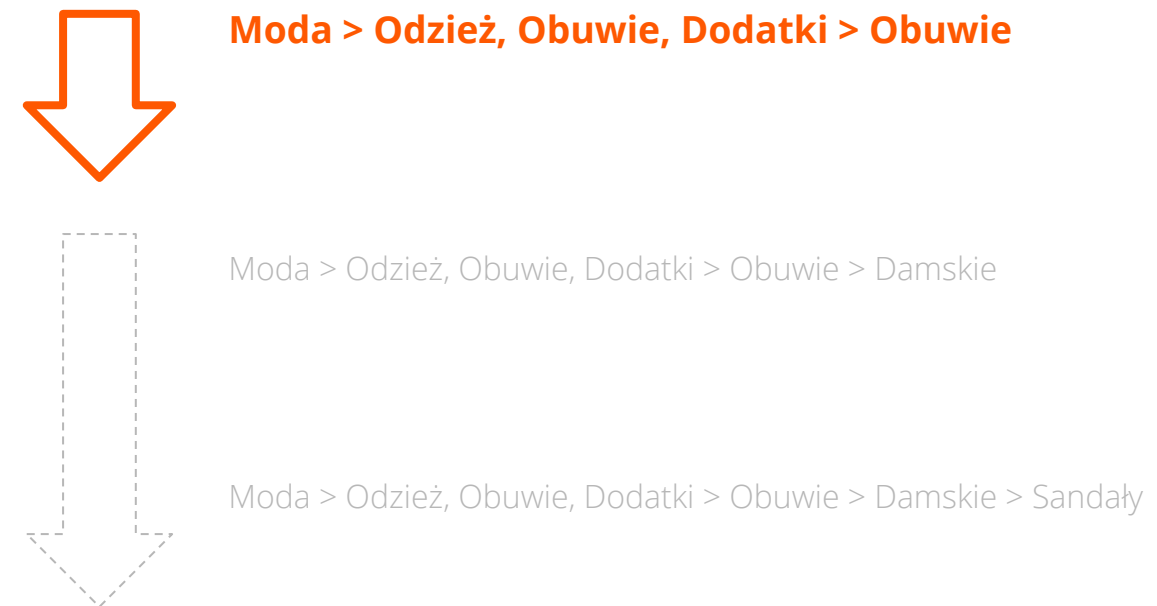 Moda > Odzież, Obuwie, Dodatki > Obuwie
Moda > Odzież, Obuwie, Dodatki > Obuwie > Damskie
Moda > Odzież, Obuwie, Dodatki > Obuwie > Damskie > Sandały